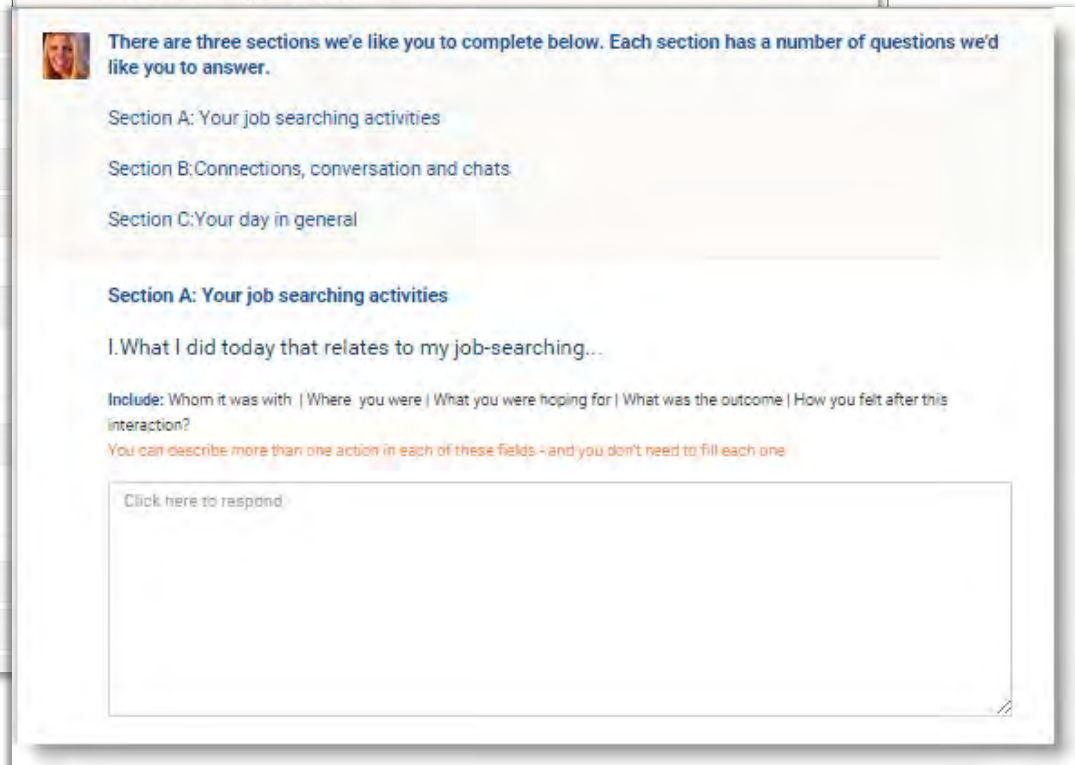 There are three sections we'e like you to complete below. Each section has a number of questions we'd
like you to answer.
Section A: Your job searching activities
Section B:Connections, conversation and chats
Section C:Your day in general
Section A: Your job searching activities
I.What I did today that relates to my job-searching...
Include: Whom it was with | Where you were | What you were hoping for | What was the outcome | How you felt after this
interaction?
You can describe more than one action in each of these fields - and you don't need to fill each one
Click here to respond